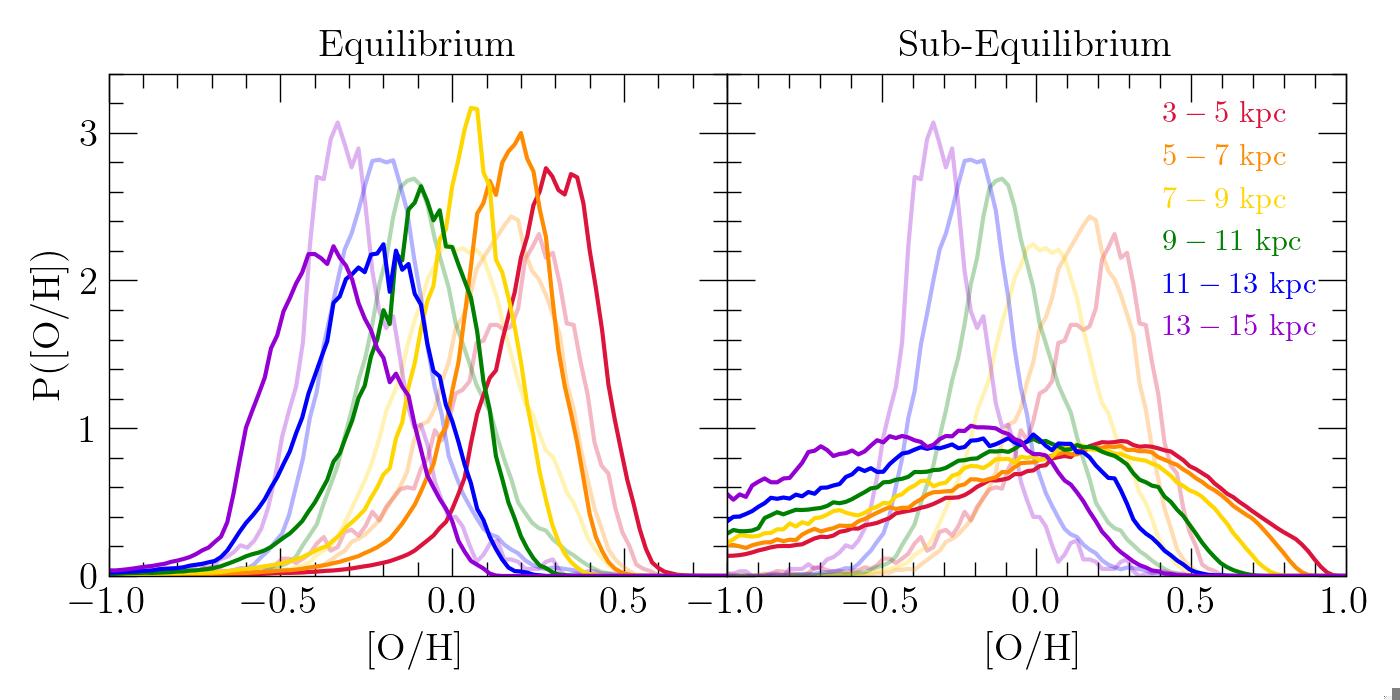 Equilibrium
Sub-Equilibrium
P([O/H])
3
2
1
0
3 − 5 kpc
5 − 7 kpc
7 − 9 kpc
9 − 11 kpc
11 − 13 kpc
13 − 15 kpc
−1.0 −0.5 0.0 0.5 −1.0 −0.5 0.0 0.5 1.0
[O/H] [O/H]